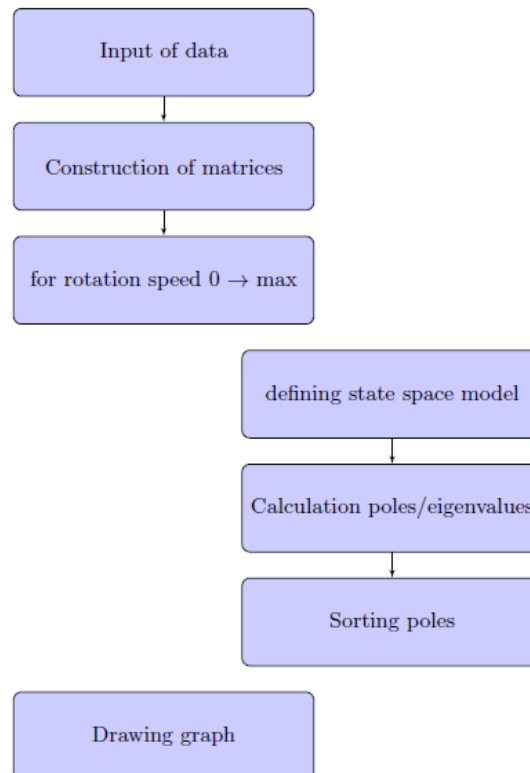 Input of data
Construction of matrices
for rotation speed 0 → max
defining state space model
Calculation poles/eigenvalues
Sorting poles
Drawing graph